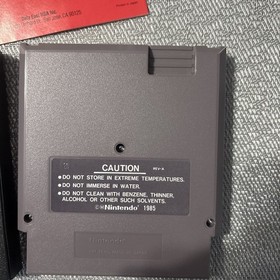 CAUTION
REV-A
● DO NOT STORE IN EXTREME TEMPERATURES.
● DO NOT IMMERSE IN WATER.
● DO NOT CLEAN WITH BENZENE, THINNER,
ALCOHOL OR OTHER SUCH SOLVENTS.
Nintendo 1985